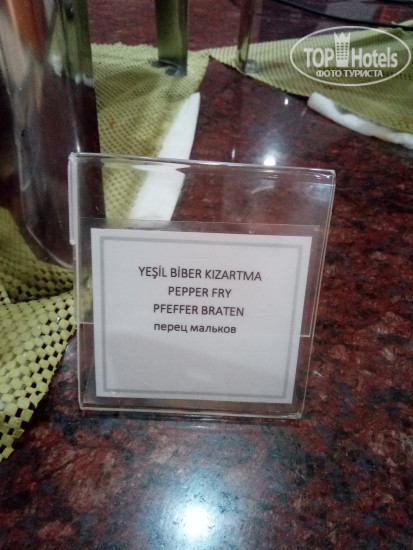 TOP Hotels
ФОТО ТУРИСТА
YEŞİL BİBER KIZARTMA
PEPPER FRY
PFEFFER BRATEN
перец мальков